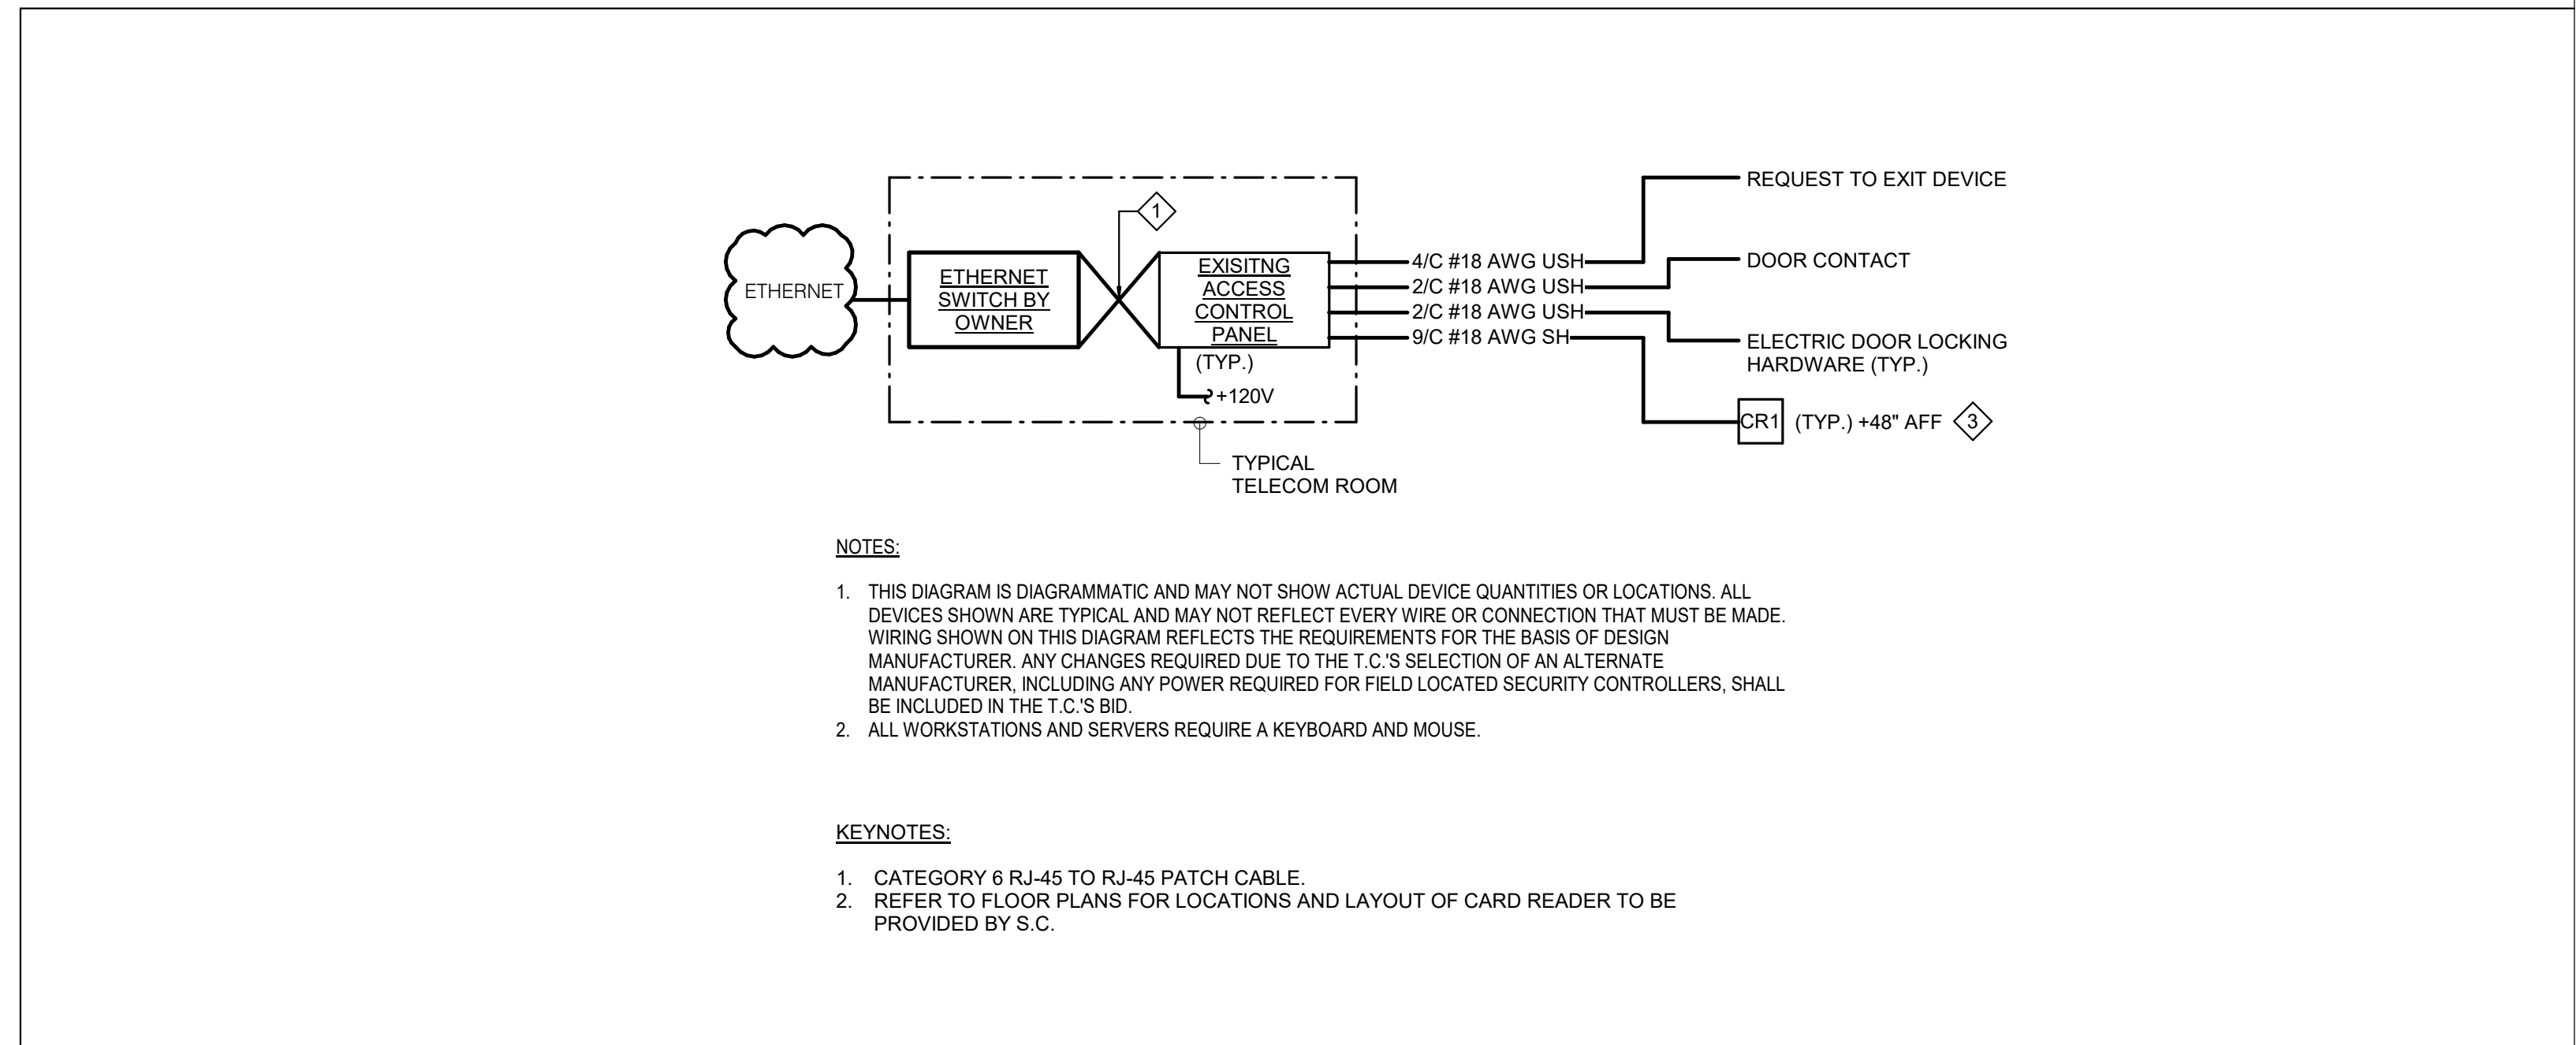 ETHERNET
ETHERNET
SWITCH BY
OWNER
1
EXISITNG
ACCESS
CONTROL
PANEL
(TYP.)
+120V
TYPICAL
TELECOM ROOM
4/C #18 AWG USH
2/C #18 AWG USH
2/C #18 AWG USH
9/C #18 AWG SH
REQUEST TO EXIT DEVICE
DOOR CONTACT
ELECTRIC DOOR LOCKING
HARDWARE (TYP.)
CR1 (TYP.) +48" AFF 3
NOTES:
1. THIS DIAGRAM IS DIAGRAMMATIC AND MAY NOT SHOW ACTUAL DEVICE QUANTITIES OR LOCATIONS. ALL
DEVICES SHOWN ARE TYPICAL AND MAY NOT REFLECT EVERY WIRE OR CONNECTION THAT MUST BE MADE.
WIRING SHOWN ON THIS DIAGRAM REFLECTS THE REQUIREMENTS FOR THE BASIS OF DESIGN
MANUFACTURER. ANY CHANGES REQUIRED DUE TO THE T.C.'S SELECTION OF AN ALTERNATE
MANUFACTURER, INCLUDING ANY POWER REQUIRED FOR FIELD LOCATED SECURITY CONTROLLERS, SHALL
BE INCLUDED IN THE T.C.'S BID.
2. ALL WORKSTATIONS AND SERVERS REQUIRE A KEYBOARD AND MOUSE.
KEYNOTES:
1. CATEGORY 6 RJ-45 TO RJ-45 PATCH CABLE.
2. REFER TO FLOOR PLANS FOR LOCATIONS AND LAYOUT OF CARD READER TO BE
PROVIDED BY S.C.